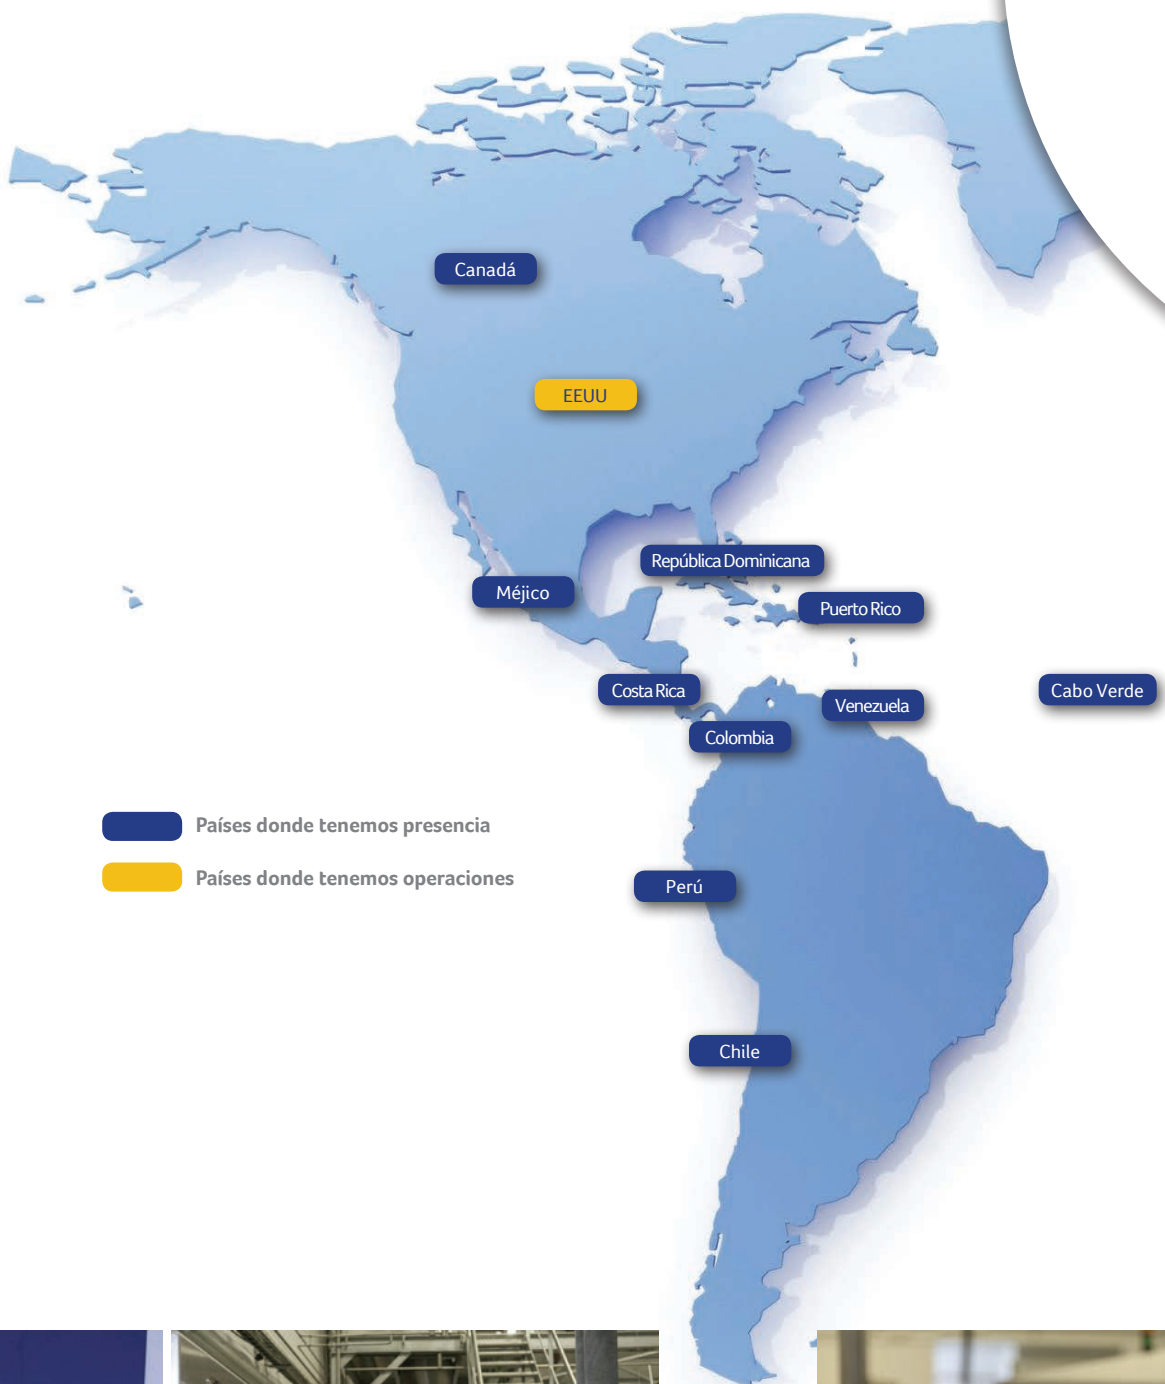 Canadá
EEUU
República Dominicana
Méjico
Puerto Rico
Costa Rica
Cabo Verde
Venezuela
Colombia
Países donde tenemos presencia
Países donde tenemos operaciones
Perú
Chile